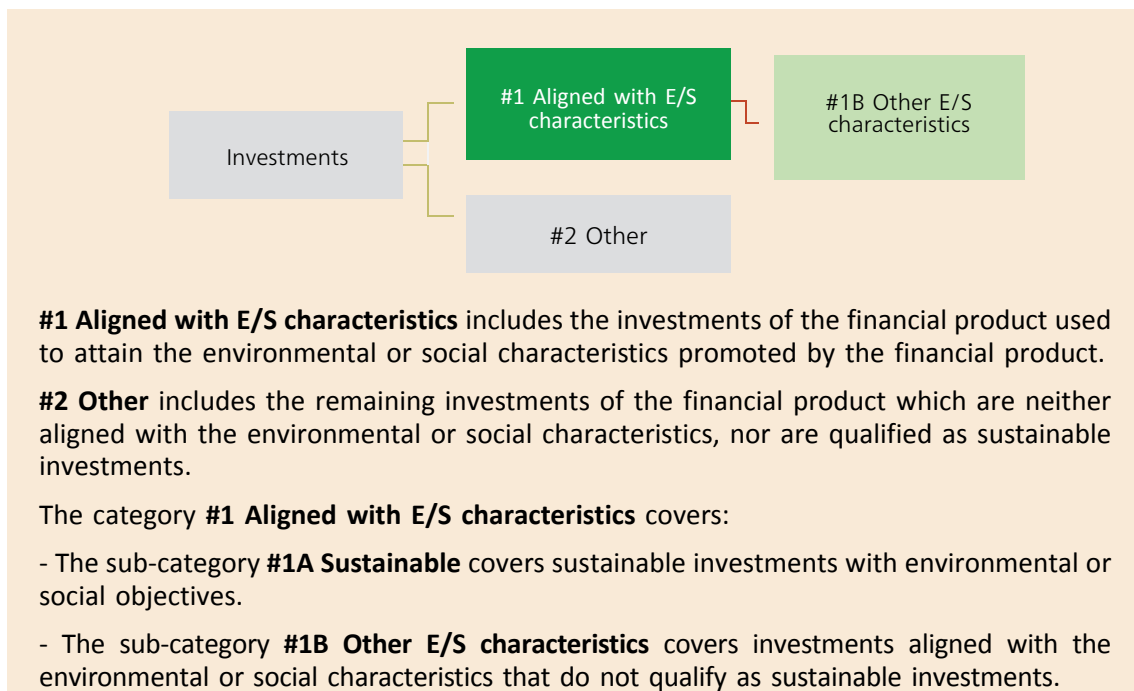 #1 Aligned with E/S
characteristics
#1B Other E/S
characteristics
Investments
#2 Other
#1 Aligned with E/S characteristics includes the investments of the financial product used
to attain the environmental or social characteristics promoted by the financial product.
#2 Other includes the remaining investments of the financial product which are neither
aligned with the environmental or social characteristics, nor are qualified as sustainable
investments.
The category #1 Aligned with E/S characteristics covers:
- The sub-category #1A Sustainable covers sustainable investments with environmental or
social objectives.
- The sub-category #1B Other E/S characteristics covers investments aligned with the
environmental or social characteristics that do not qualify as sustainable investments.